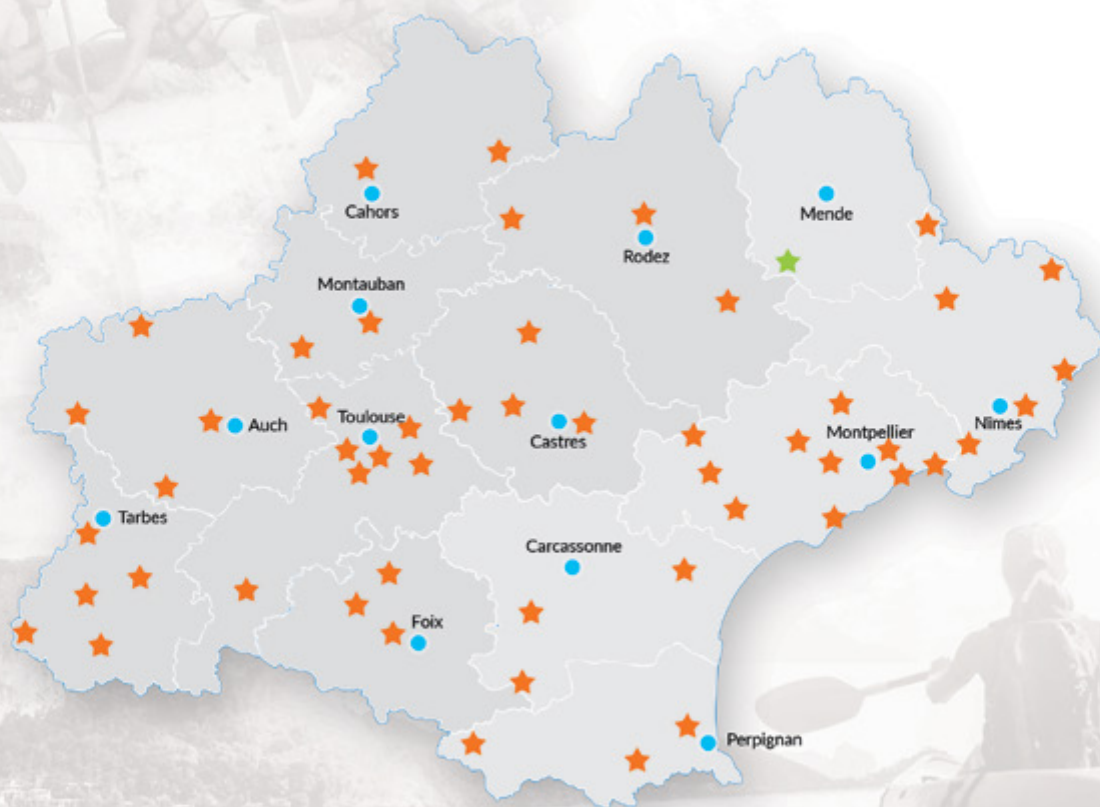 Cahors
Mende
Rodez
Montauban
Auch
Toulouse
Castres
Montpellier
Nimes
Tarbes
Carcassonne
Foix
Perpignan